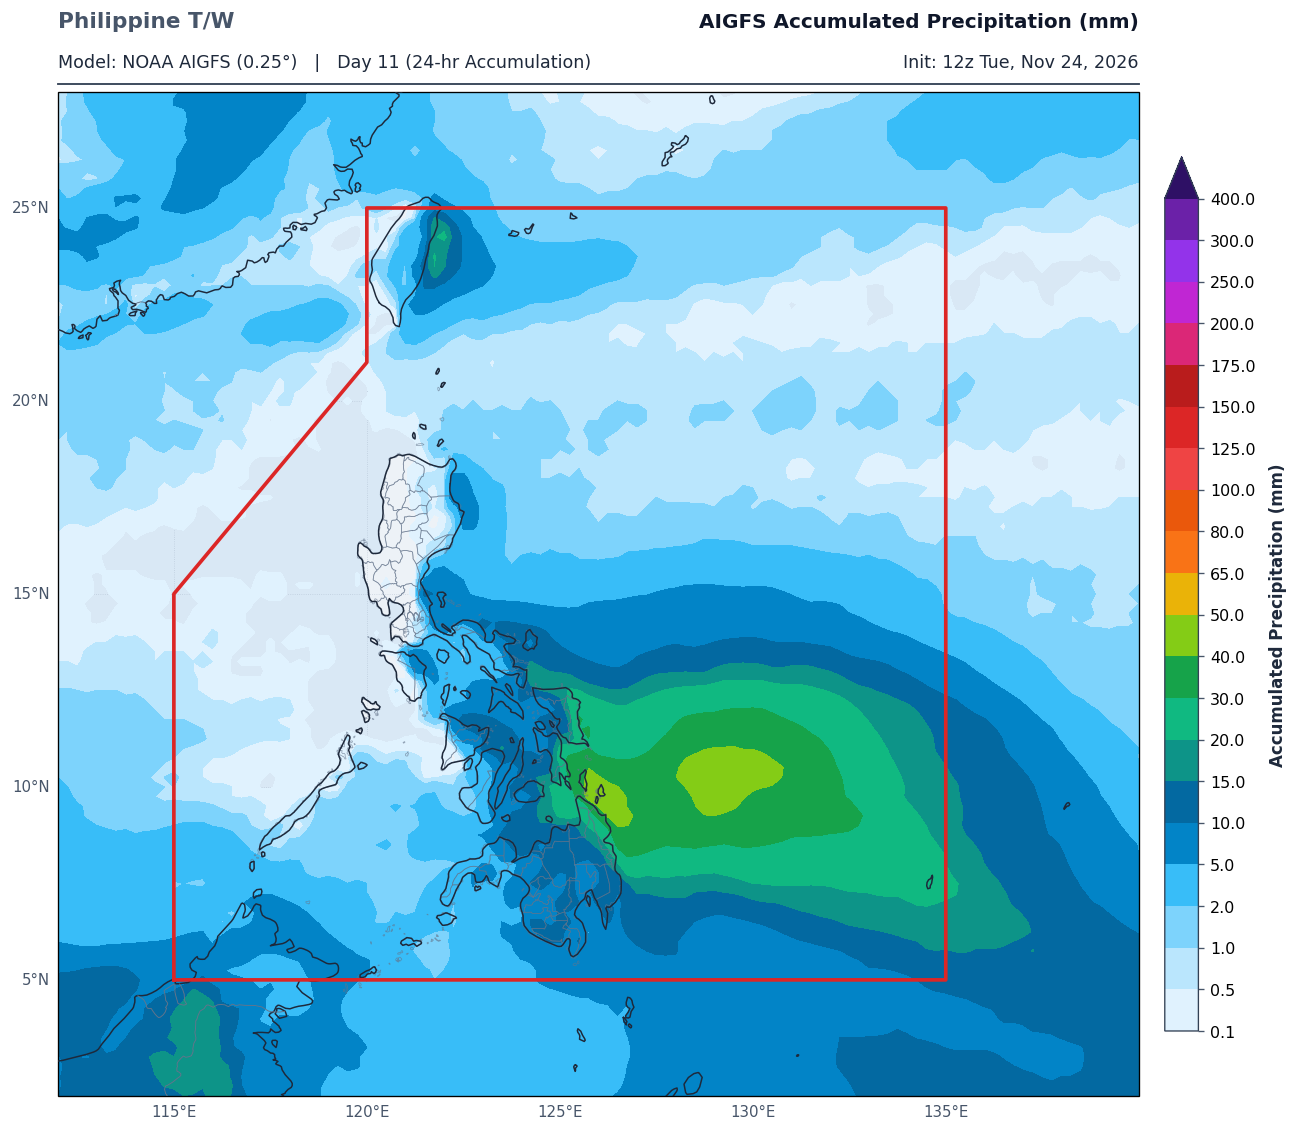 Philippine T/W
AIGFS Accumulated Precipitation (mm)
Model: NOAA AIGFS (0.25°)   |   Day 11 (24-hr Accumulation)
Init: 12z Tue, Nov 24, 2026
25°N
20°N
15°N
10°N
5°N
115°E
120°E
125°E
130°E
135°E
400.0
300.0
250.0
200.0
175.0
150.0
125.0
100.0
80.0
65.0
50.0
40.0
30.0
20.0
15.0
10.0
5.0
2.0
1.0
0.5
0.1
Accumulated Precipitation (mm)